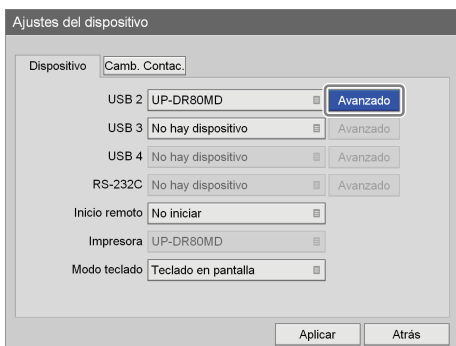 Ajustes del dispositivo
Dispositivo Camb. Contac.
USB 2 UP-DR80MD Avanzado
USB 3 No hay dispositivo Avanzado
USB 4 No hay dispositivo
RS-232C No hay dispositivo Avanzado
Inicio remoto No iniciar
Impresora UP-DR80MD
Modo teclado Teclado en pantalla
Aplicar Atrás